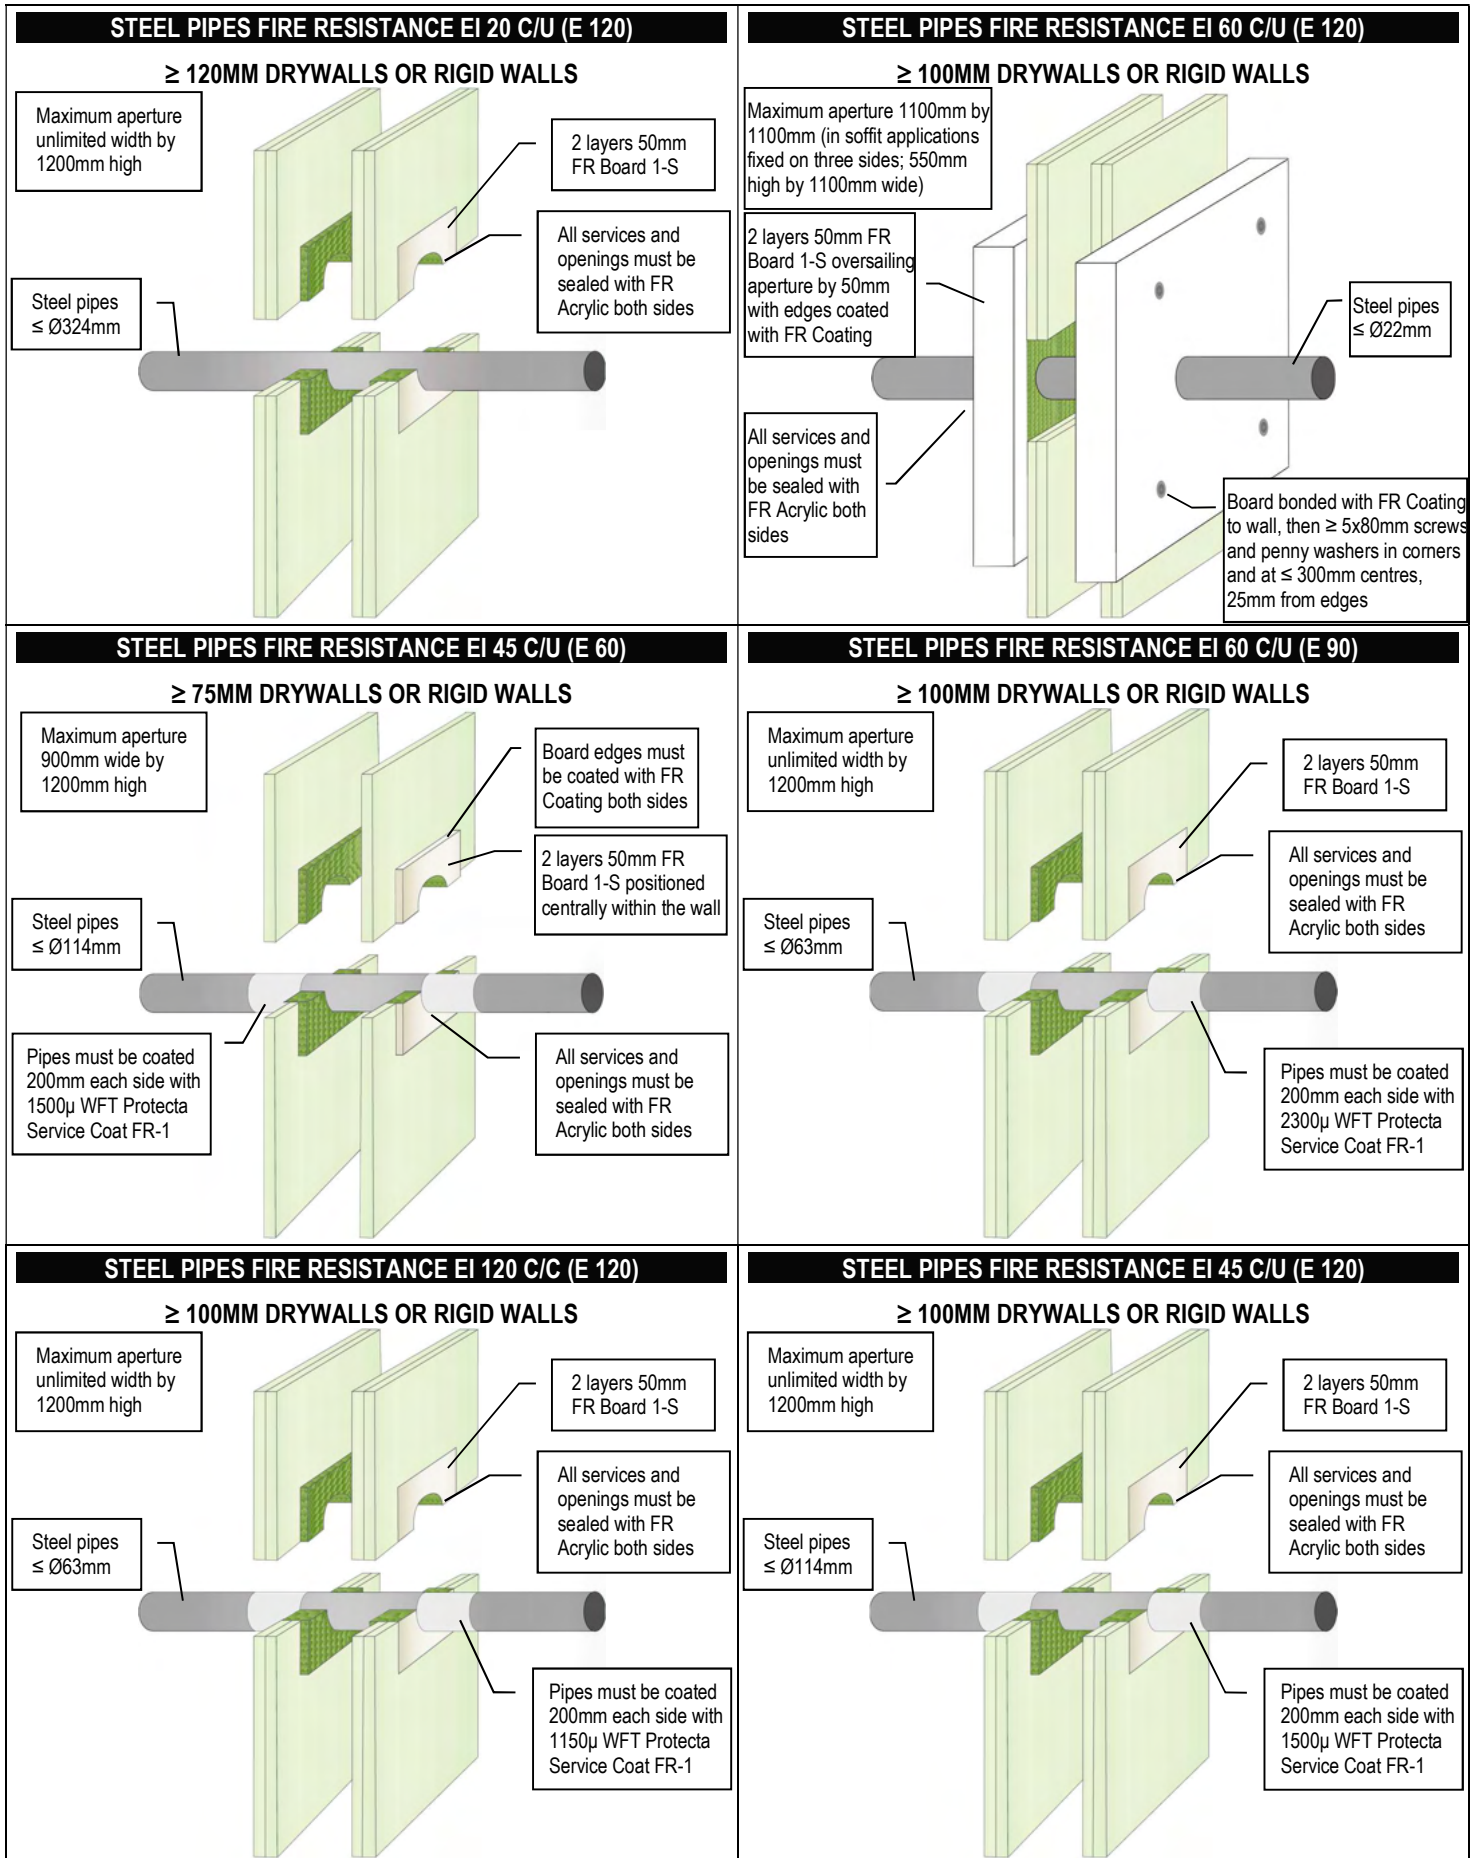 STEEL PIPES FIRE RESISTANCE EI 20 C/U (E 120)
≥ 120MM DRYWALLS OR RIGID WALLS
Maximum aperture
unlimited width by
1200mm high
2 layers 50mm
FR Board 1-S
All services and
openings must be
sealed with FR
Acrylic both sides
Steel pipes
≤ Ø324mm
STEEL PIPES FIRE RESISTANCE EI 60 C/U (E 120)
≥ 100MM DRYWALLS OR RIGID WALLS
Maximum aperture 1100mm by
1100mm (in soffit applications
fixed on three sides; 550mm
high by 1100mm wide)
2 layers 50mm FR
Board 1-S oversailing
aperture by 50mm
with edges coated
with FR Coating
Steel pipes
≤ Ø22mm
All services and
openings must
be sealed with
FR Acrylic both
sides
Board bonded with FR Coating
to wall, then ≥ 5x80mm screws
and penny washers in corners
and at ≤ 300mm centres,
25mm from edges
STEEL PIPES FIRE RESISTANCE EI 45 C/U (E 60)
≥ 75MM DRYWALLS OR RIGID WALLS
Maximum aperture
900mm wide by
1200mm high
Board edges must
be coated with FR
Coating both sides
2 layers 50mm FR
Board 1-S positioned
centrally within the wall
Steel pipes
≤ Ø114mm
Pipes must be coated
200mm each side with
1500µ WFT Protecta
Service Coat FR-1
All services and
openings must be
sealed with FR
Acrylic both sides
STEEL PIPES FIRE RESISTANCE EI 60 C/U (E 90)
≥ 100MM DRYWALLS OR RIGID WALLS
Maximum aperture
unlimited width by
1200mm high
2 layers 50mm
FR Board 1-S
All services and
openings must be
sealed with FR
Acrylic both sides
Steel pipes
≤ Ø63mm
Pipes must be coated
200mm each side with
2300µ WFT Protecta
Service Coat FR-1
STEEL PIPES FIRE RESISTANCE EI 120 C/C (E 120)
≥ 100MM DRYWALLS OR RIGID WALLS
Maximum aperture
unlimited width by
1200mm high
2 layers 50mm
FR Board 1-S
All services and
openings must be
sealed with FR
Acrylic both sides
Steel pipes
≤ Ø63mm
Pipes must be coated
200mm each side with
1150µ WFT Protecta
Service Coat FR-1
STEEL PIPES FIRE RESISTANCE EI 45 C/U (E 120)
≥ 100MM DRYWALLS OR RIGID WALLS
Maximum aperture
unlimited width by
1200mm high
2 layers 50mm
FR Board 1-S
All services and
openings must be
sealed with FR
Acrylic both sides
Steel pipes
≤ Ø114mm
Pipes must be coated
200mm each side with
1500µ WFT Protecta
Service Coat FR-1